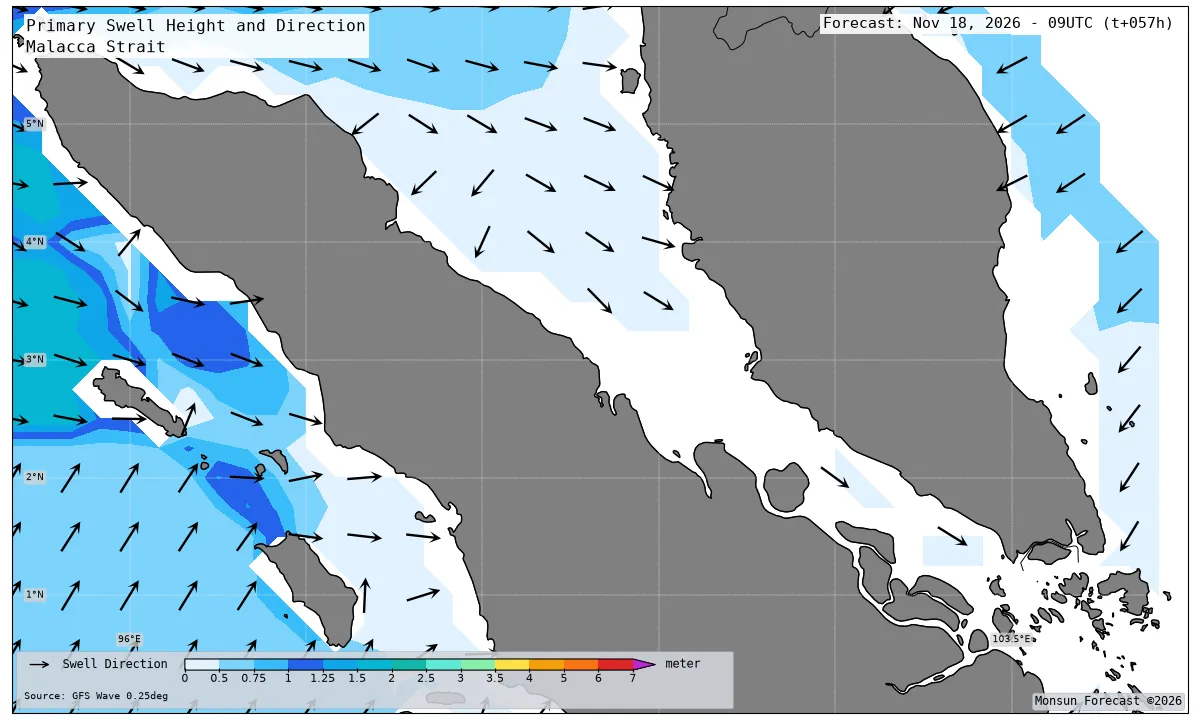 Primary Swell Height and Direction
Malacca Strait
Forecast: Nov 18, 2026 - 09UTC (t+057h)
5°N
4°N
3°N
2°N
1°N
96°E
103.5°E
Swell Direction
meter
0 0.5 0.75 1 1.25 1.5 2 2.5 3 3.5 4 5 6 7
Source: GFS Wave 0.25deg
Monsun Forecast ©2026